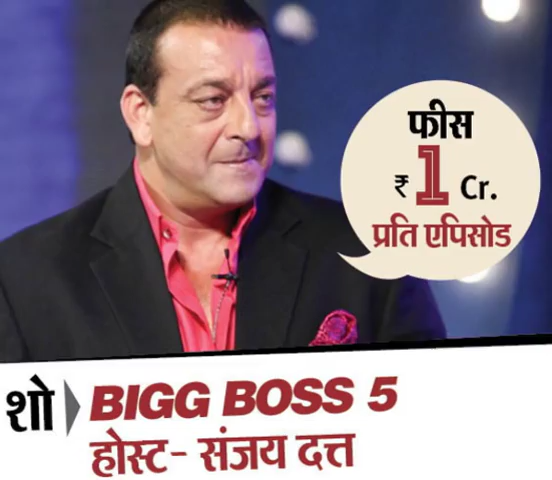 फीस
₹ 1 Cr.
प्रति एपिसोड
शो BIGG BOSS 5
होस्ट- संजय दत्त